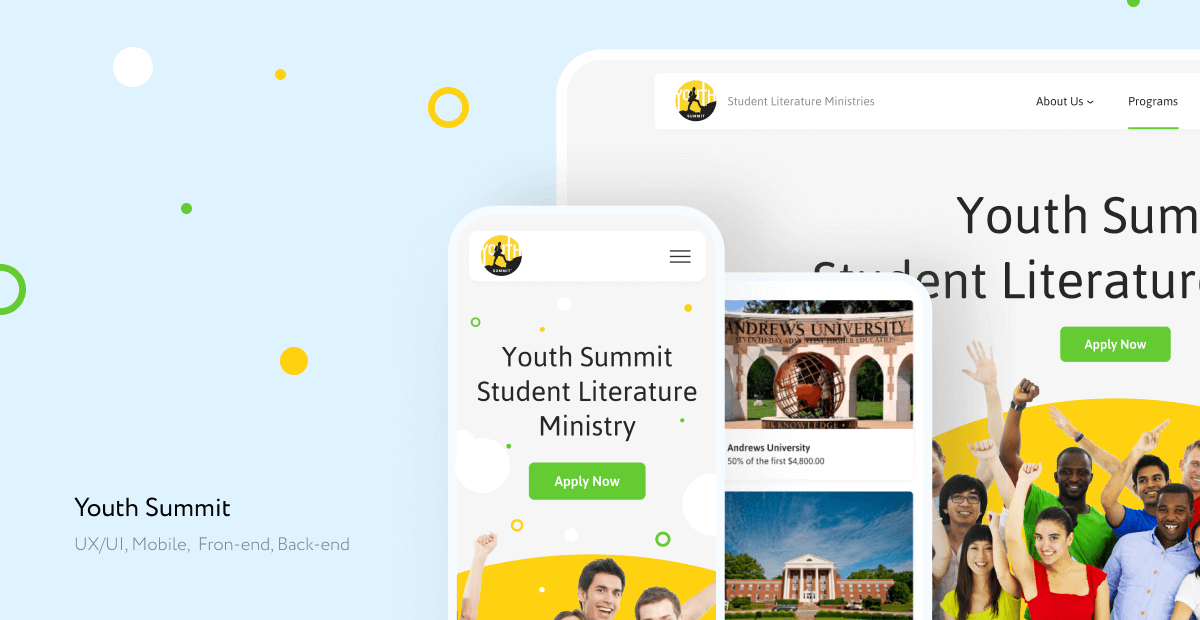 YOUTH
SUMMIT
Student Literature Ministries
About Us
Programs
Youth Sum
Student Literature
Apply Now
YOUTH
SUMMIT
Youth Summit
Student Literature
Ministry
Apply Now
ANDREWS UNIVERSITY
SEVENTH-DAY ADVENTIST HIGHER EDUCATION
KNOWLEDGE
Andrews University
50% of the first $4,800.00
Youth Summit
UX/UI, Mobile, Fron-end, Back-end